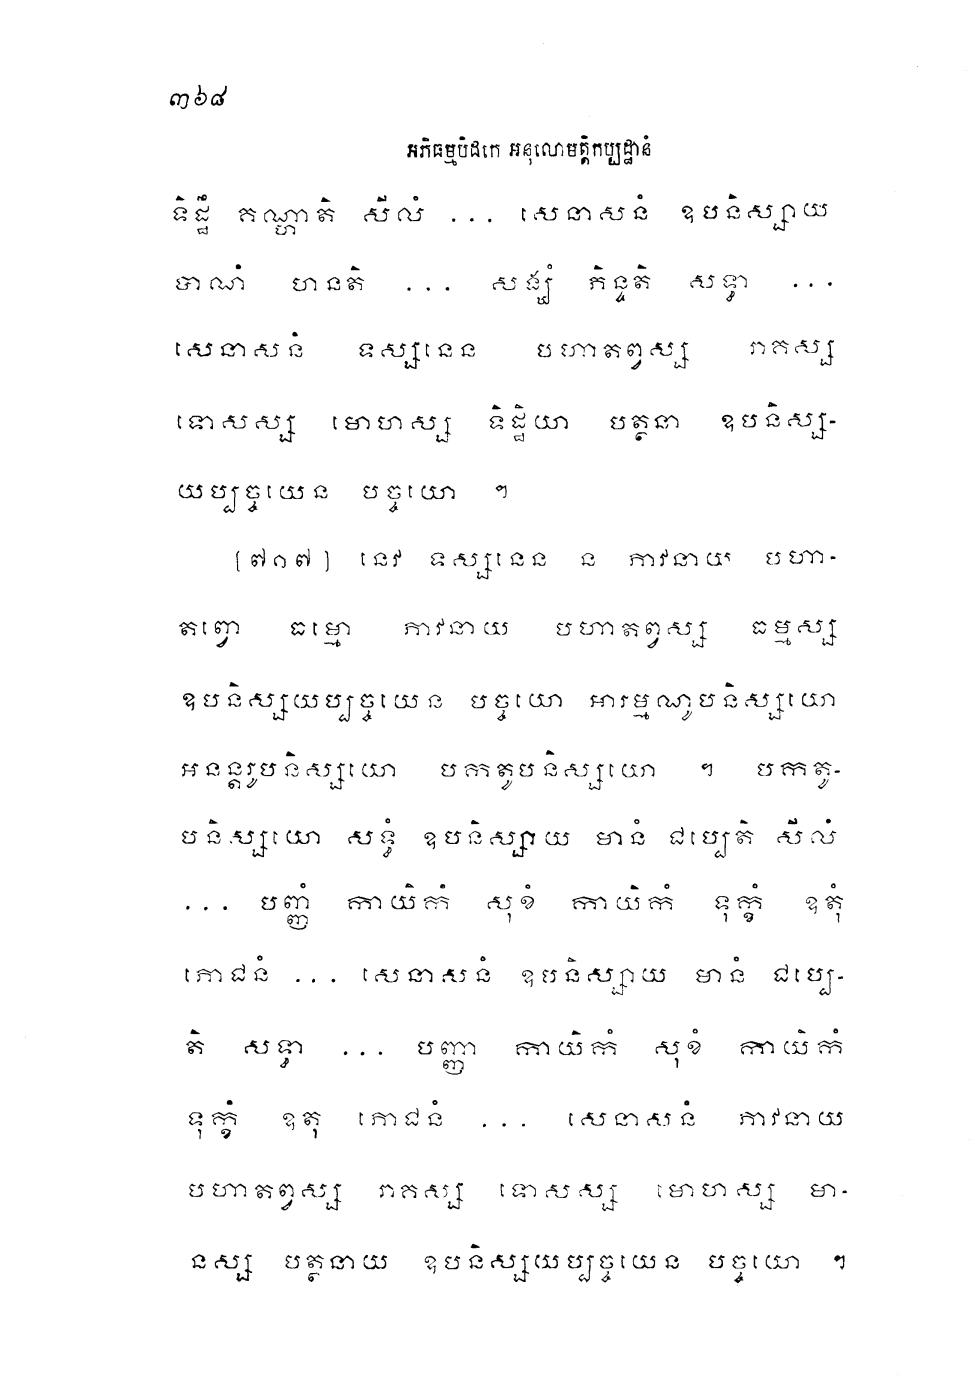 ៣៦៨
អភិធម្មបិដកេ អនុលោមត្តិកប្បដ្ឋានំ
ទិដ្ឋឹ គណ្ហាតិ សីលំ ... សេនាសនំ ឧបនិស្សាយ
បាណំ ហនតិ ... សង្ឃំ ភិន្ទតិ សទ្ធា ...
សេនាសនំ ទស្សនេន បហាតព្វស្ស រាគស្ស
ទោសស្ស មោហស្ស ទិដ្ឋិយា បត្ថនា ឧបនិស្ស-
យប្បច្ចយេន បច្ចយោ ។
[៧០៧] នេវ ទស្សនេន ន ភាវនាយ បហា-
តព្វោ ធម្មោ ភាវនាយ បហាតព្វស្ស ធម្មស្ស
ឧបនិស្សយប្បច្ចយេន បច្ចយោ អារម្មណូបនិស្សយោ
អនន្តរូបនិស្សយោ បកតូបនិស្សយោ ។ បកតូ-
បនិស្សយោ សទ្ធំ ឧបនិស្សាយ មានំ ជប្បេតិ សីលំ
... បញ្ញំ កាយិកំ សុខំ កាយិកំ ទុក្ខំ ឧតុំ
ភោជនំ ... សេនាសនំ ឧបនិស្សាយ មានំ ជប្បេ-
តិ សទ្ធា ... បញ្ញា កាយិកំ សុខំ កាយិកំ
ទុក្ខំ ឧតុ ភោជនំ ... សេនាសនំ ភាវនាយ
បហាតព្វស្ស រាគស្ស ទោសស្ស មោហស្ស មា-
នស្ស បត្ថនាយ ឧបនិស្សយប្បច្ចយេន បច្ចយោ ។